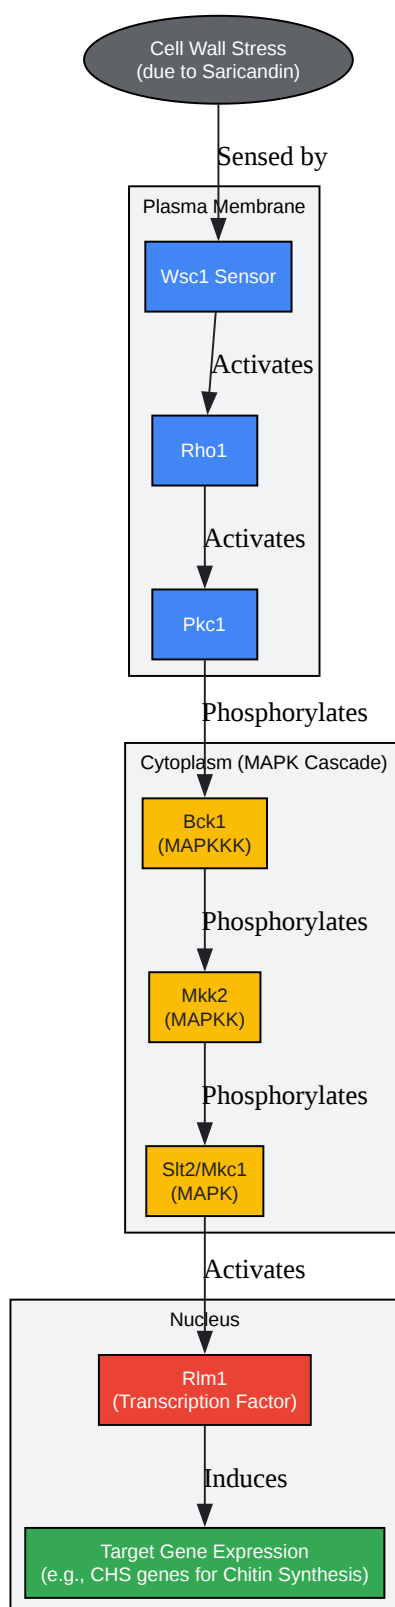 Cell Wall Stress
(due to Saricandin)
Sensed by
Plasma Membrane
Wsc1 Sensor
Activates
Rho1
Activates
Pkc1
Phosphorylates
Cytoplasm (MAPK Cascade)
Bck1
(MAPKKK)
Phosphorylates
Mkk2
(MAPKK)
Phosphorylates
Slt2/Mkc1
(MAPK)
Activates
Nucleus
Rlm1
(Transcription Factor)
Induces
Target Gene Expression
(e.g., CHS genes for Chitin Synthesis)